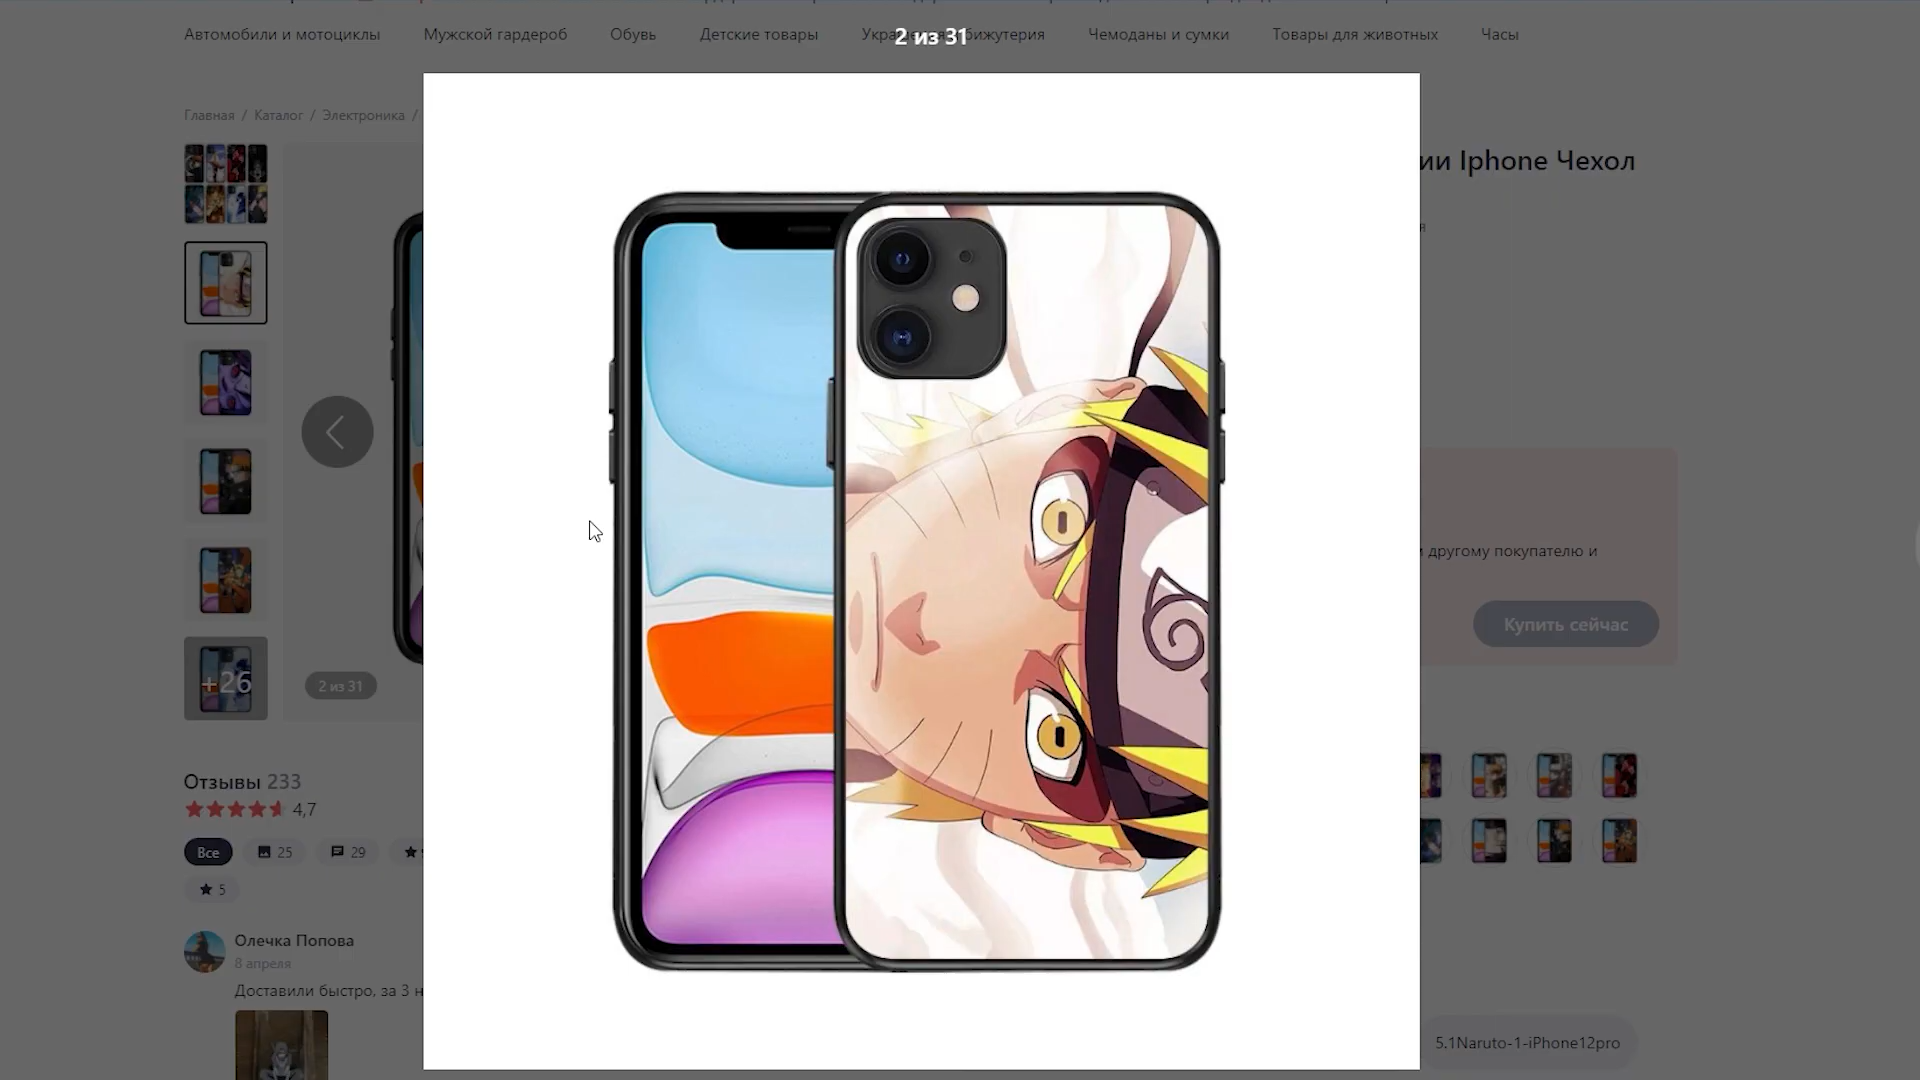 Автомобили и мотоциклы
Мужской гардероб
Обувь
Детские товары
бижутерия
Чемоданы и сумки
Товары для животных
Часы
2 из 31
Главная / Каталог / Электроника /
ии Iphone Чехол
я
другому покупателю и
Купить сейчас
+26
2 из 31
Отзывы 233
4,7
Все
25
29
5
Олечка Попова
8 апреля
Доставили быстро, за 3 н
5.1Naruto-1-iPhone12pro